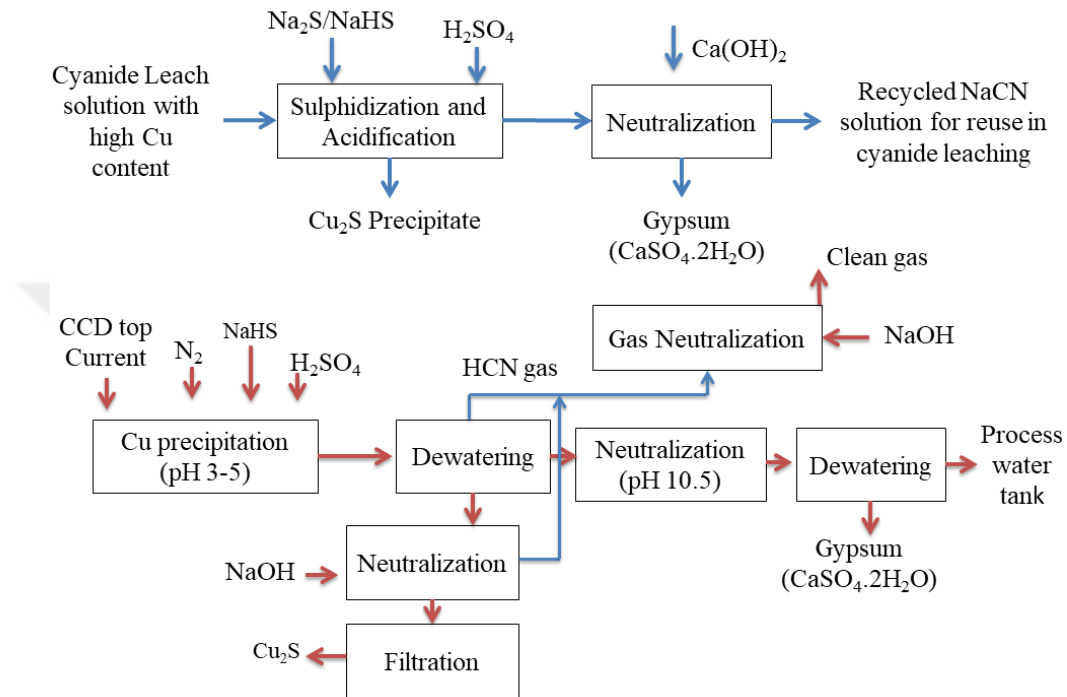 Na₂S/NaHS
H₂SO₄
Ca(OH)₂
Cyanide Leach
solution with
high Cu
content
Sulphidization and
Acidification
Neutralization
Recycled NaCN
solution for reuse in
cyanide leaching
Cu₂S Precipitate
Gypsum
(CaSO₄.2H₂O)
Clean gas
CCD top
Current
N₂
NaHS
H₂SO₄
Gas Neutralization
NaOH
HCN gas
Cu precipitation
(pH 3-5)
Dewatering
Neutralization
(pH 10.5)
Dewatering
Process
water
tank
NaOH
Neutralization
Gypsum
(CaSO₄.2H₂O)
Cu₂S
Filtration